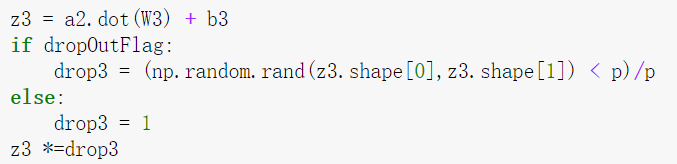 z3 = a2.dot(W3) + b3
if dropOutFlag:
    drop3 = (np.random.rand(z3.shape[0],z3.shape[1]) < p)/p
else:
    drop3 = 1
z3 *=drop3